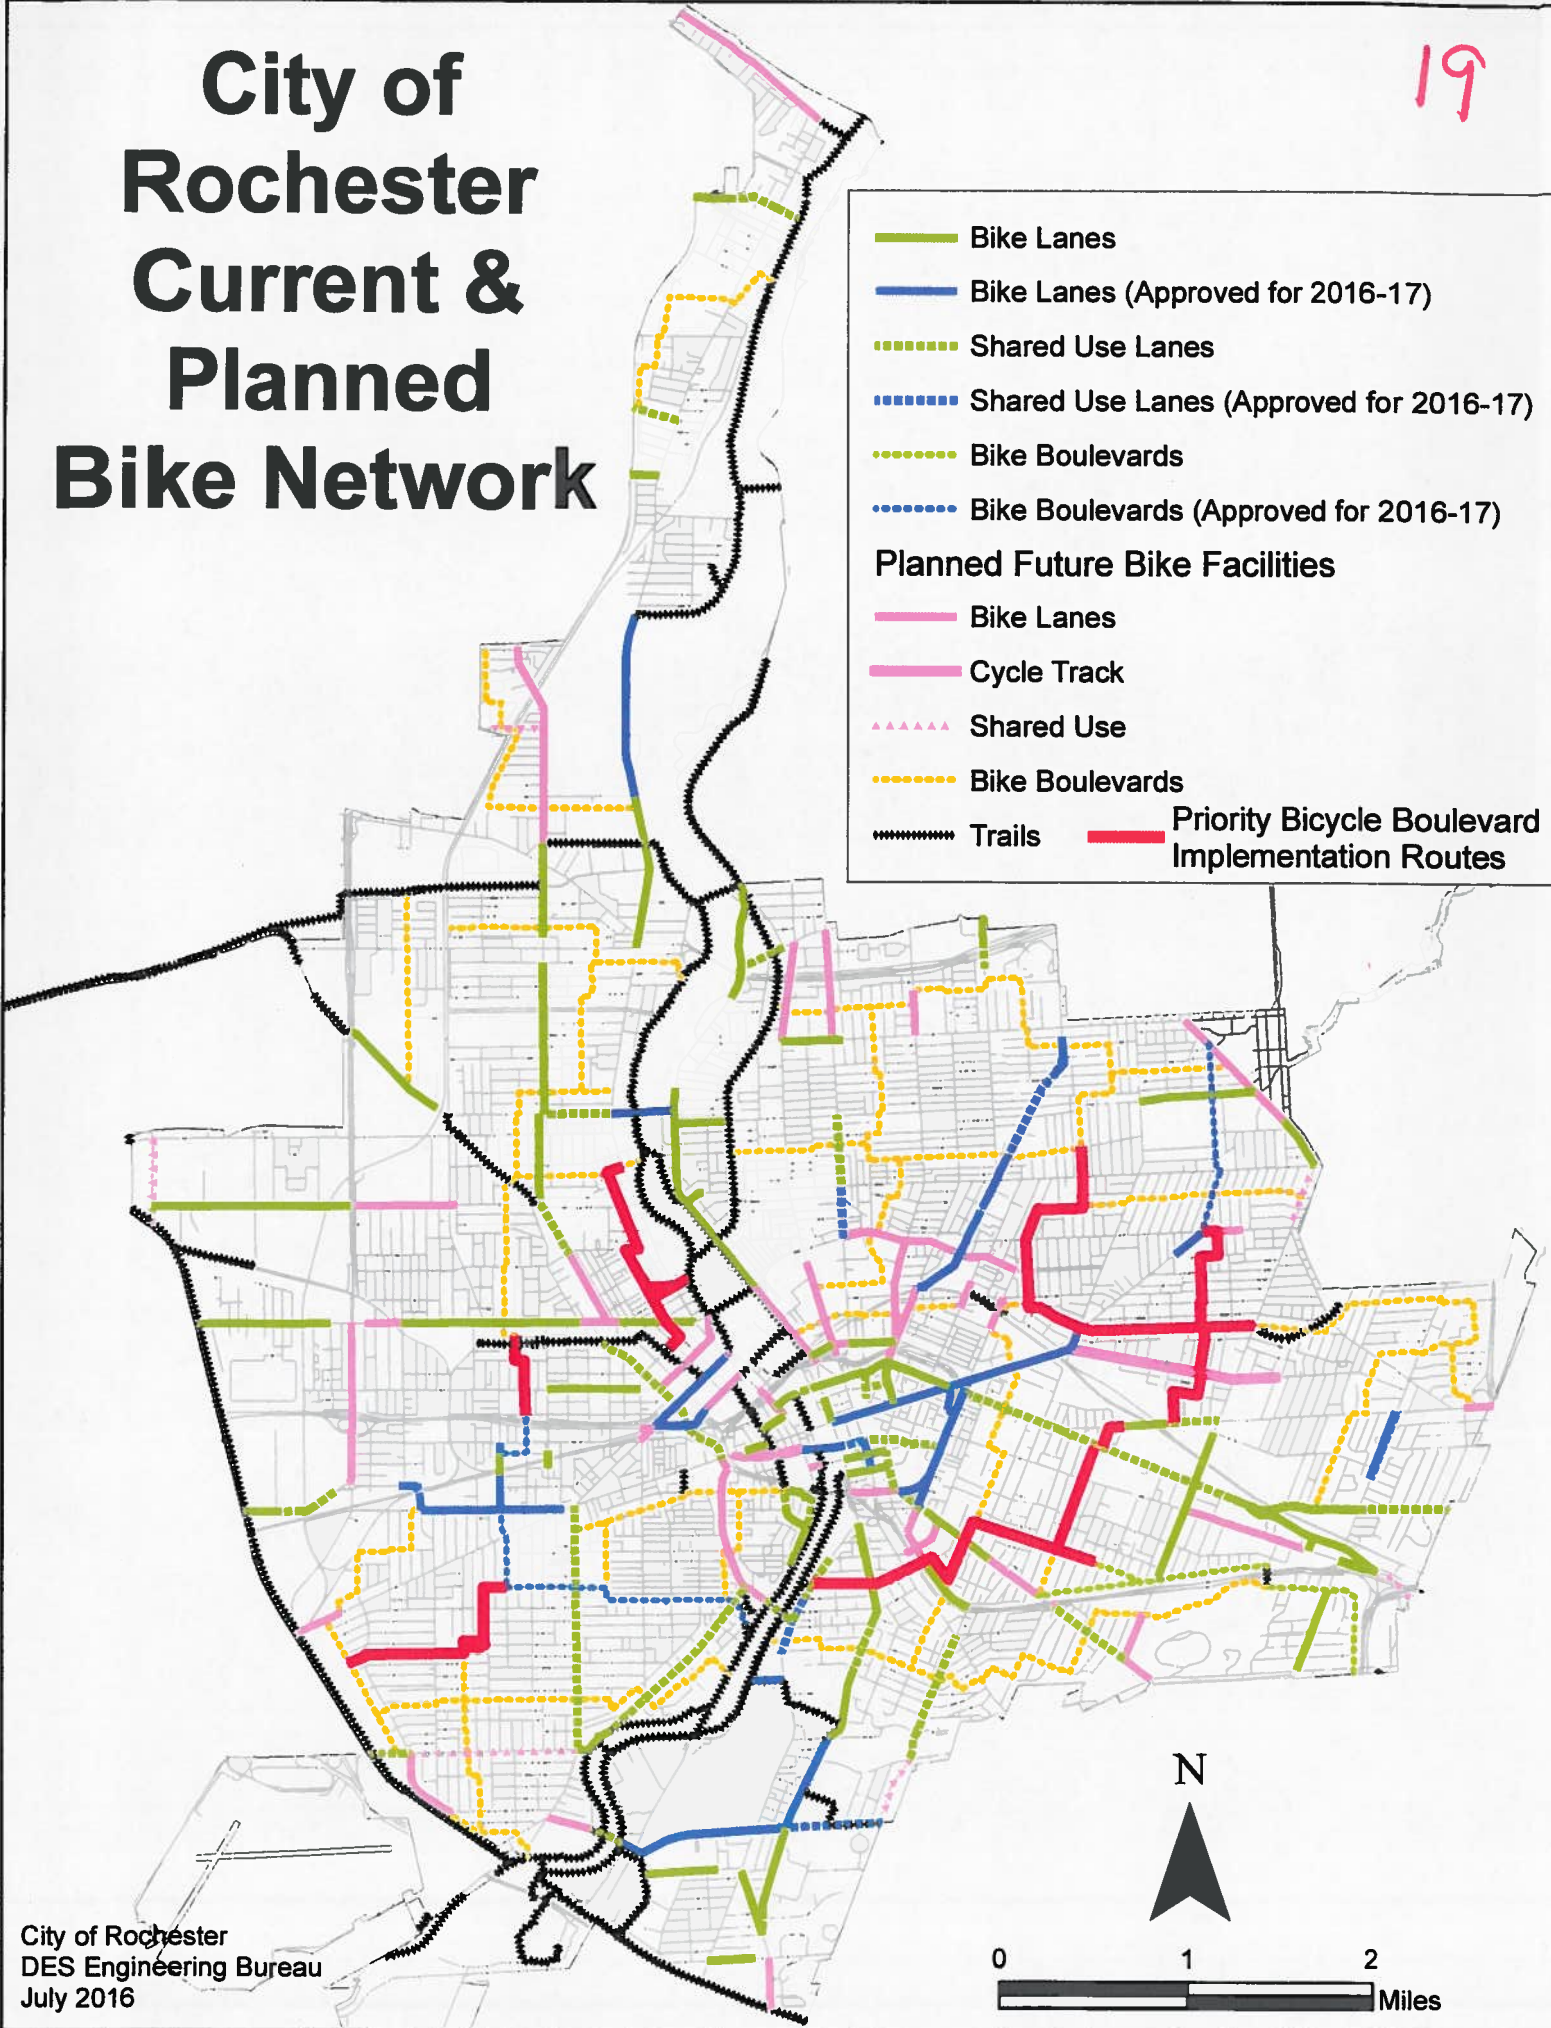 City of
Rochester
Current &
Planned
Bike Network
19
Bike Lanes
Bike Lanes (Approved for 2016-17)
Shared Use Lanes
Shared Use Lanes (Approved for 2016-17)
Bike Boulevards
Bike Boulevards (Approved for 2016-17)
Planned Future Bike Facilities
Bike Lanes
Cycle Track
Shared Use
Bike Boulevards
Trails
Priority Bicycle Boulevard
Implementation Routes
N
0 1 2
Miles
City of Rochester
DES Engineering Bureau
July 2016